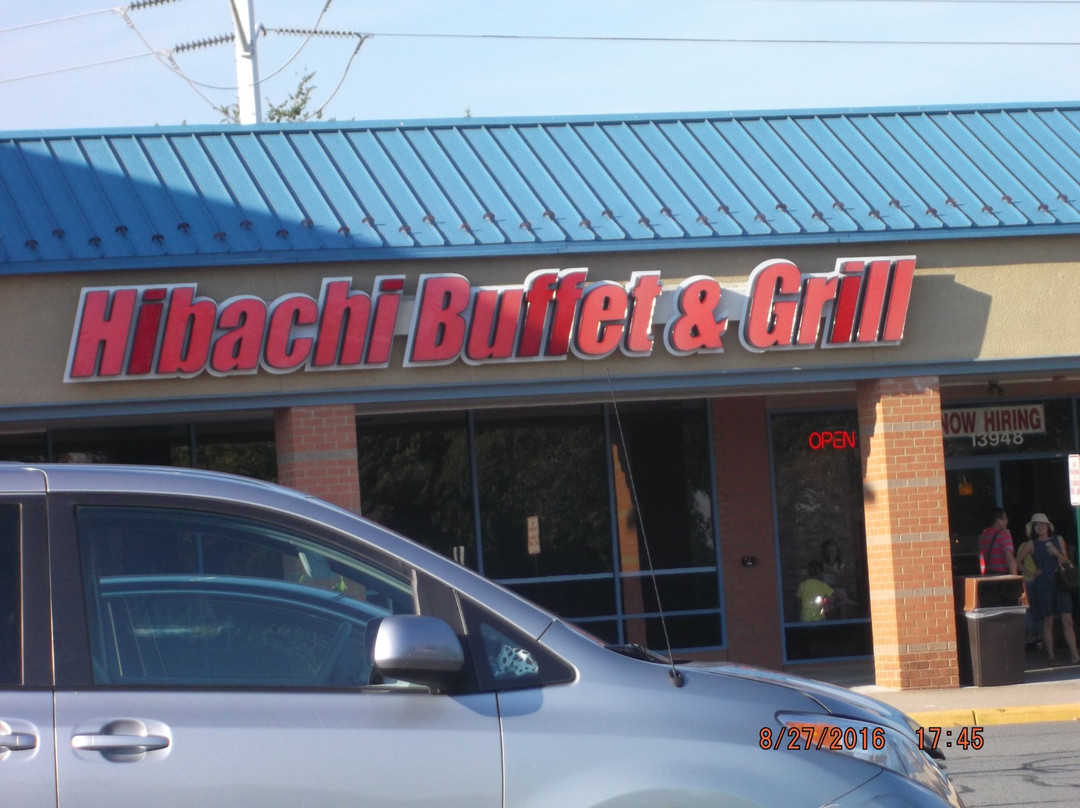 Hibachi Buffet & Grill
OPEN
NOW HIRING
13948
8/27/2016 17:45